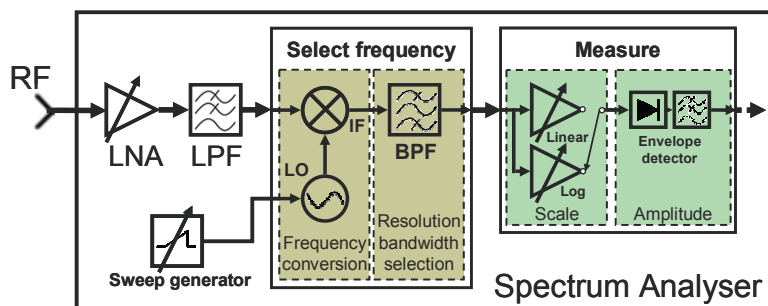 Select frequency
Measure
RF
LNA
LPF
IF
BPF
LO
Linear
Log
Envelope
detector
Sweep generator
Frequency
conversion
Resolution
bandwidth
selection
Scale
Amplitude
Spectrum Analyser